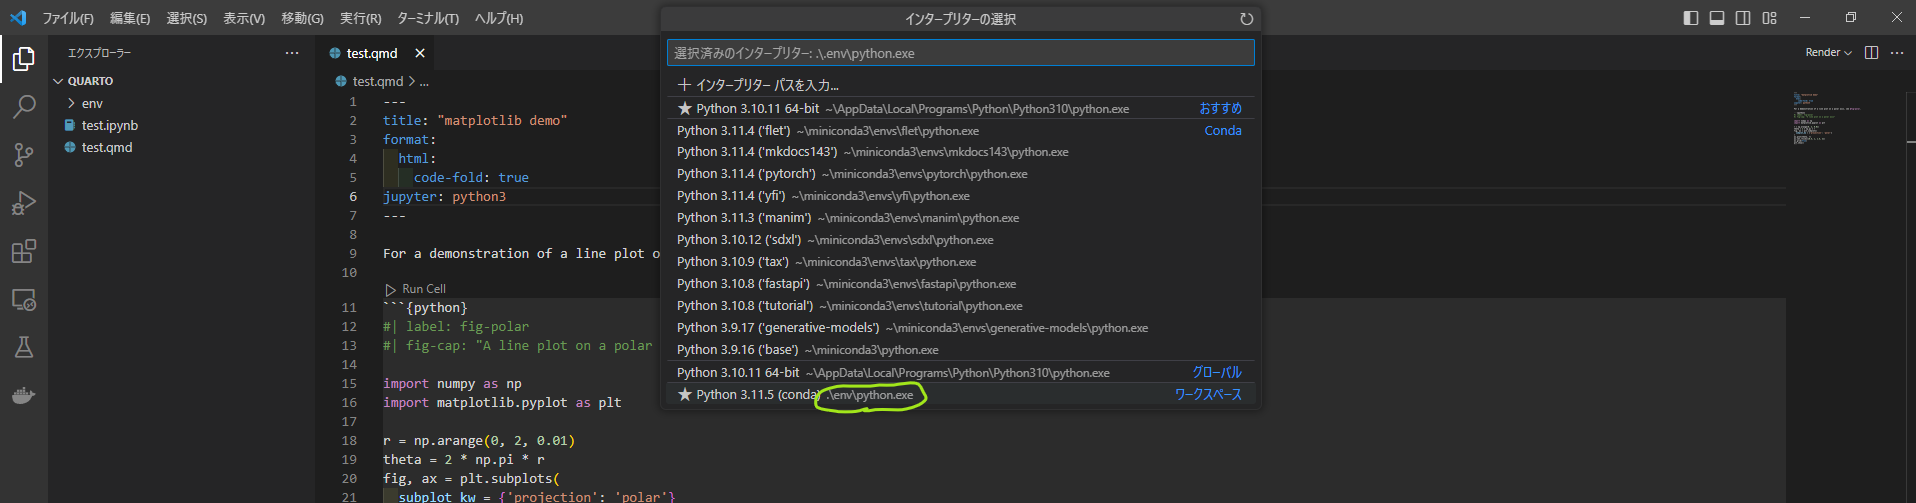 ファイル(F) 編集(E) 選択(S) 表示(V) 移動(G) 実行(R) ターミナル(T) ヘルプ(H)
エクスプローラー ...
QUARTO
env
test.ipynb
test.qmd
test.qmd
test.qmd > ...
Render
1 ---
2 title: "matplotlib demo"
3 format:
4 html:
5 code-fold: true
6 jupyter: python3
7 ---
8
9 For a demonstration of a line plot o
10
Run Cell
11 ```{python}
12 #| label: fig-polar
13 #| fig-cap: "A line plot on a polar
14
15 import numpy as np
16 import matplotlib.pyplot as plt
17
18 r = np.arange(0, 2, 0.01)
19 theta = 2 * np.pi * r
20 fig, ax = plt.subplots(
21 subplot_kw = {'projection': 'polar'}
インタープリターの選択
選択済みのインタープリター: .\env\python.exe
インタープリター パスを入力...
Python 3.10.11 64-bit ~\AppData\Local\Programs\Python\Python310\python.exe おすすめ
Python 3.11.4 ('flet') ~\miniconda3\envs\flet\python.exe Conda
Python 3.11.4 ('mkdocs143') ~\miniconda3\envs\mkdocs143\python.exe
Python 3.11.4 ('pytorch') ~\miniconda3\envs\pytorch\python.exe
Python 3.11.4 ('yfi') ~\miniconda3\envs\yfi\python.exe
Python 3.11.3 ('manim') ~\miniconda3\envs\manim\python.exe
Python 3.10.12 ('sdxl') ~\miniconda3\envs\sdxl\python.exe
Python 3.10.9 ('tax') ~\miniconda3\envs\tax\python.exe
Python 3.10.8 ('fastapi') ~\miniconda3\envs\fastapi\python.exe
Python 3.10.8 ('tutorial') ~\miniconda3\envs\tutorial\python.exe
Python 3.9.17 ('generative-models') ~\miniconda3\envs\generative-models\python.exe
Python 3.9.16 ('base') ~\miniconda3\python.exe
Python 3.10.11 64-bit ~\AppData\Local\Programs\Python\Python310\python.exe グローバル
Python 3.11.5 (conda) .\env\python.exe ワークスペース